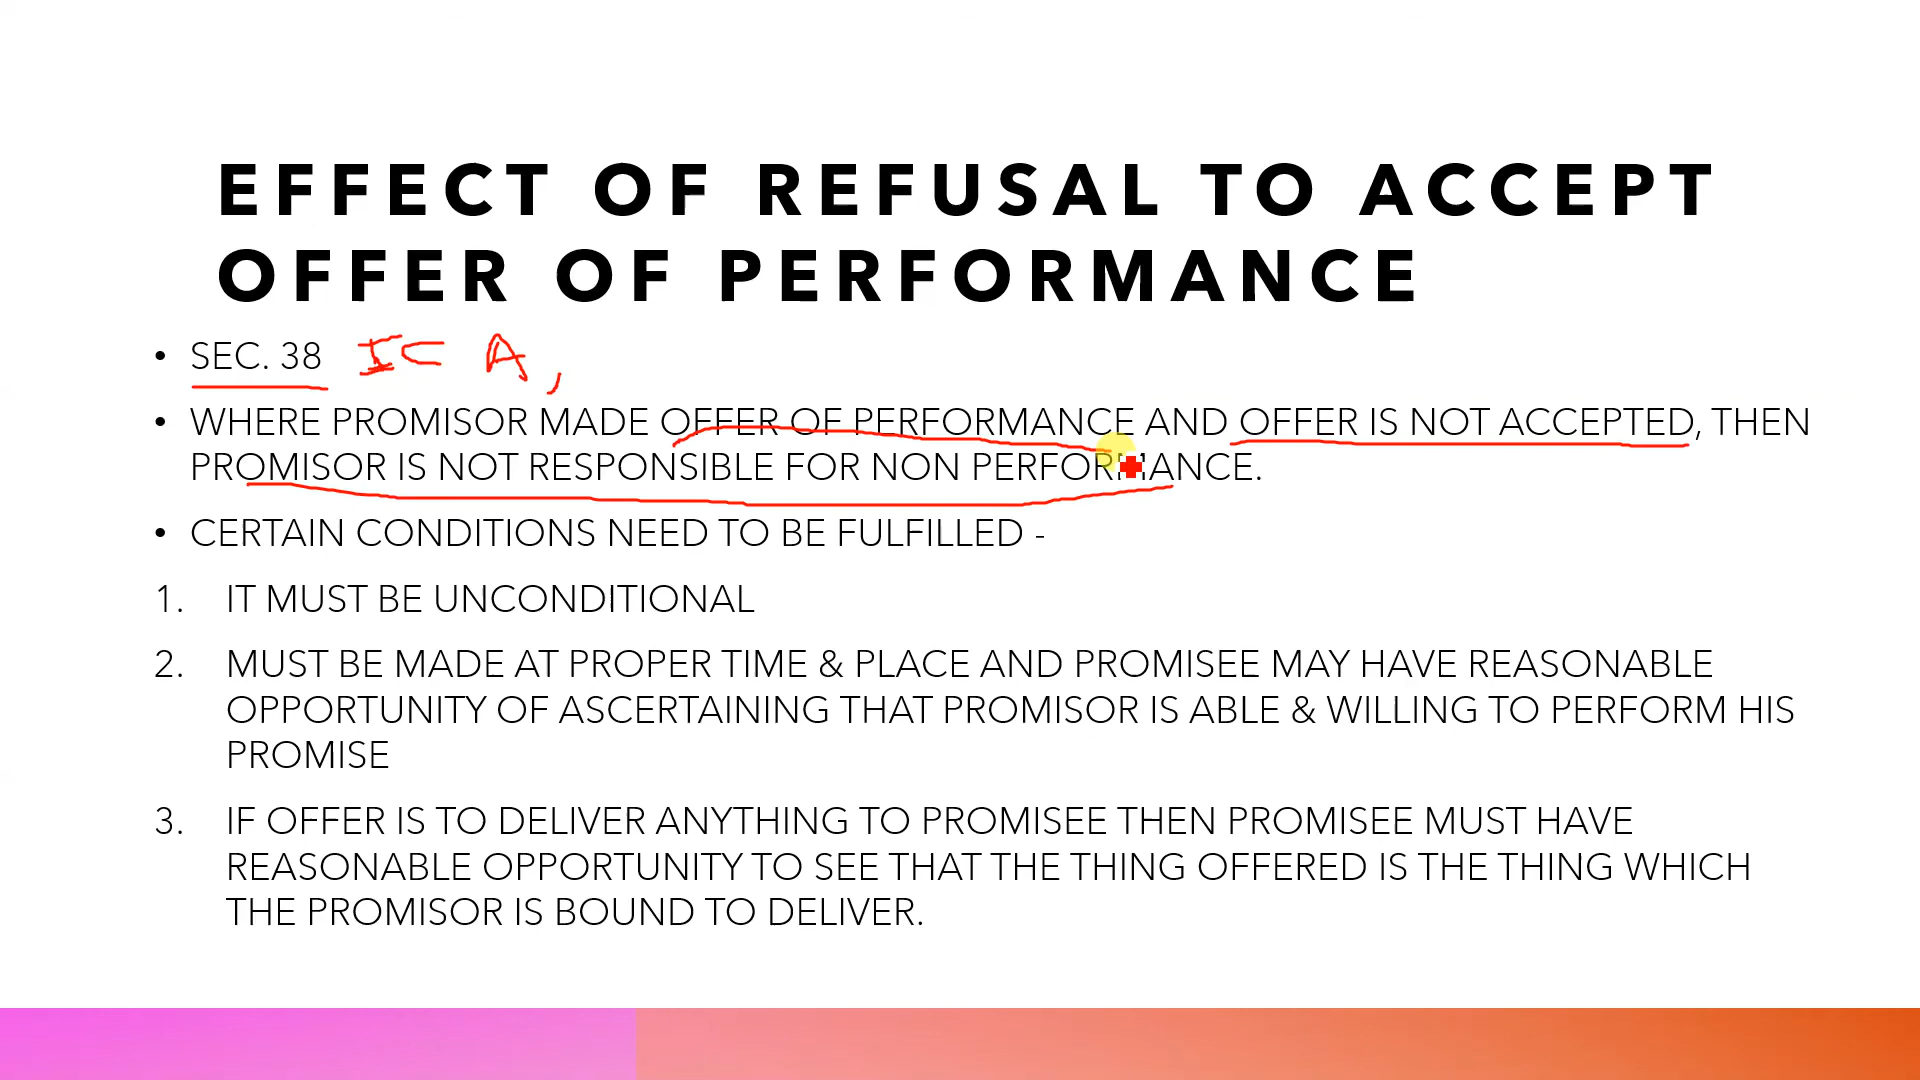 EFFECT OF REFUSAL TO ACCEPT
OFFER OF PERFORMANCE
• SEC. 38 IC A,
• WHERE PROMISOR MADE OFFER OF PERFORMANCE AND OFFER IS NOT ACCEPTED, THEN
PROMISOR IS NOT RESPONSIBLE FOR NON PERFORMANCE.
• CERTAIN CONDITIONS NEED TO BE FULFILLED -
1. IT MUST BE UNCONDITIONAL
2. MUST BE MADE AT PROPER TIME & PLACE AND PROMISEE MAY HAVE REASONABLE
OPPORTUNITY OF ASCERTAINING THAT PROMISOR IS ABLE & WILLING TO PERFORM HIS
PROMISE
3. IF OFFER IS TO DELIVER ANYTHING TO PROMISEE THEN PROMISEE MUST HAVE
REASONABLE OPPORTUNITY TO SEE THAT THE THING OFFERED IS THE THING WHICH
THE PROMISOR IS BOUND TO DELIVER.